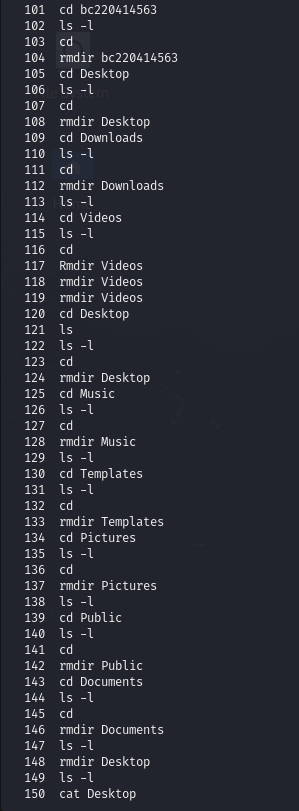 101 cd bc220414563
102 ls -l
103 cd
104 rmdir bc220414563
105 cd Desktop
106 ls -l
107 cd
108 rmdir Desktop
109 cd Downloads
110 ls -l
111 cd
112 rmdir Downloads
113 ls -l
114 cd Videos
115 ls -l
116 cd
117 Rmdir Videos
118 rmdir Videos
119 rmdir Videos
120 cd Desktop
121 ls
122 ls -l
123 cd
124 rmdir Desktop
125 cd Music
126 ls -l
127 cd
128 rmdir Music
129 ls -l
130 cd Templates
131 ls -l
132 cd
133 rmdir Templates
134 cd Pictures
135 ls -l
136 cd
137 rmdir Pictures
138 ls -l
139 cd Public
140 ls -l
141 cd
142 rmdir Public
143 cd Documents
144 ls -l
145 cd
146 rmdir Documents
147 ls -l
148 rmdir Desktop
149 ls -l
150 cat Desktop